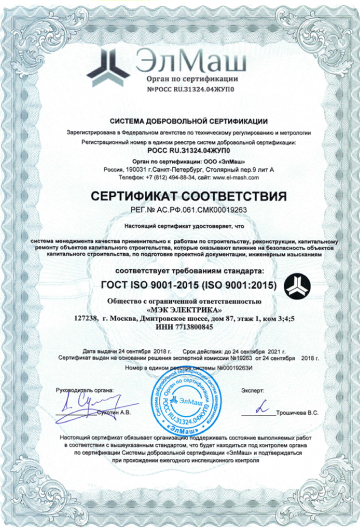 ЭлМаш
Орган по сертификации
№РОСС RU.31324.04ЖУП0
СИСТЕМА ДОБРОВОЛЬНОЙ СЕРТИФИКАЦИИ
Зарегистрирована в Федеральном агентстве по техническому регулированию и метрологии
Регистрационный номер в едином реестре систем добровольной сертификации:
РОСС RU.31324.04ЖУП0
Орган по сертификации: ООО «ЭлМаш»
Россия, 190031 г.Санкт-Петербург, Столярный пер.9 лит А
Телефон: +7 (812) 494-68-34, сайт: www.el-mash.com
СЕРТИФИКАТ СООТВЕТСТВИЯ
РЕГ.№ АС.РФ.061.СМК00019263
Настоящий сертификат удостоверяет, что
система менеджмента качества применительно к работам по строительству, реконструкции, капитальному
ремонту объектов капитального строительства, которые оказывают влияние на безопасность объектов
капитального строительства, по подготовке проектной документации, инженерным изысканиям
соответствует требованиям стандарта:
ГОСТ ISO 9001-2015 (ISO 9001:2015)
Общество с ограниченной ответственностью
«МЭК ЭЛЕКТРИКА»
127238, г. Москва, Дмитровское шоссе, дом 87, этаж 1, ком 3;4;5
ИНН 7713800845
Дата выдачи 24 сентября 2018 г. Срок действия: до 24 сентября 2021 г.
Сертификат выдан на основании решения экспертной комиссии №19263 от 24 сентября 2018 г.
Номер в едином реестре системы №00019263И
Руководитель органа: Эксперт:
Сухотин А.В. Трошичева В.С.
Орган по сертификации
РОСС RU.31324.04ЖУП0
ЭлМаш
«ЭлМаш»
Настоящий сертификат обязывает организацию поддерживать состояние выполняемых работ
в соответствии с вышеуказанным стандартом, что будет находиться под контролем органа
по сертификации Системы добровольной сертификации «ЭлМаш» и подтверждаться
при прохождении ежегодного инспекционного контроля